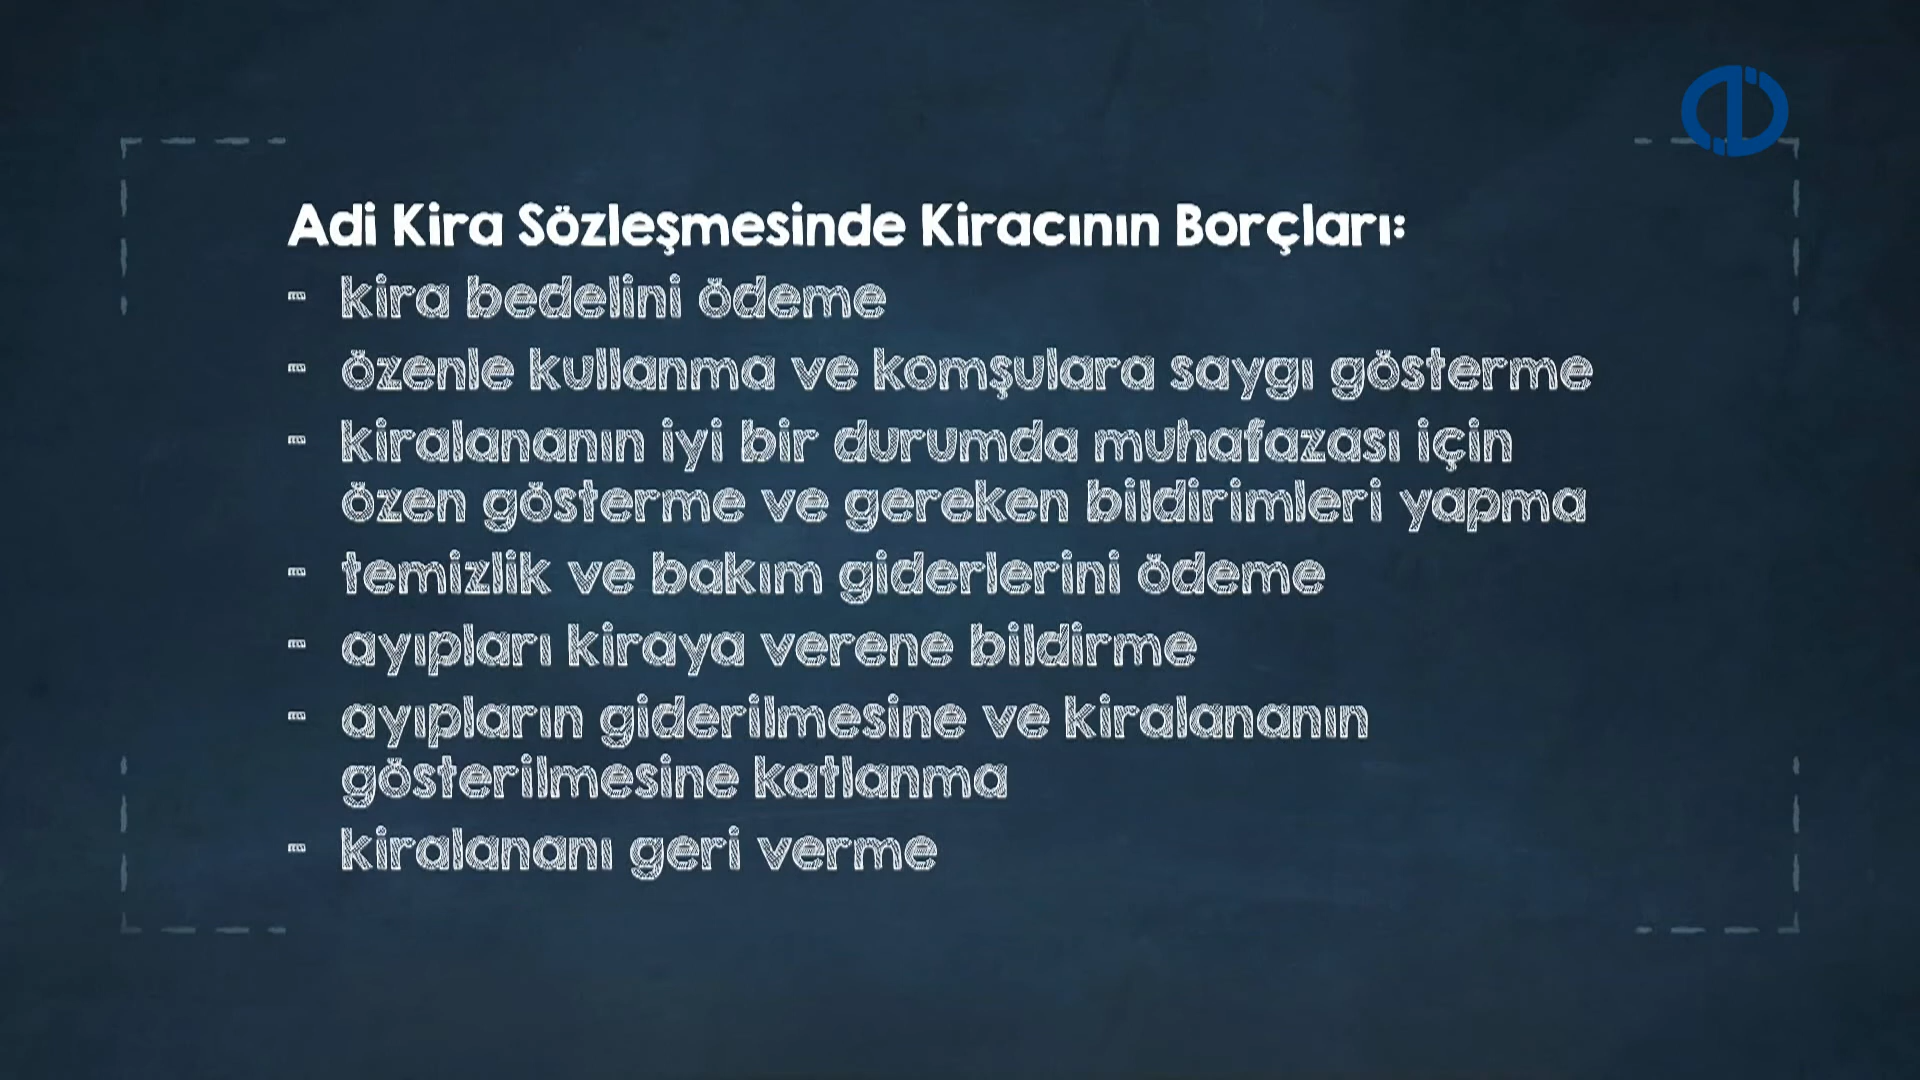 Adi Kira Sözleşmesinde Kiracının Borçları:
- kira bedelini ödeme
- özenle kullanma ve komşulara saygı gösterme
- kiralananın iyi bir durumda muhafazası için
özen gösterme ve gereken bildirimleri yapma
- temizlik ve bakım giderlerini ödeme
- ayıpları kiraya verene bildirme
- ayıpların giderilmesine ve kiralananın
gösterilmesine katlanma
- kiralananı geri verme